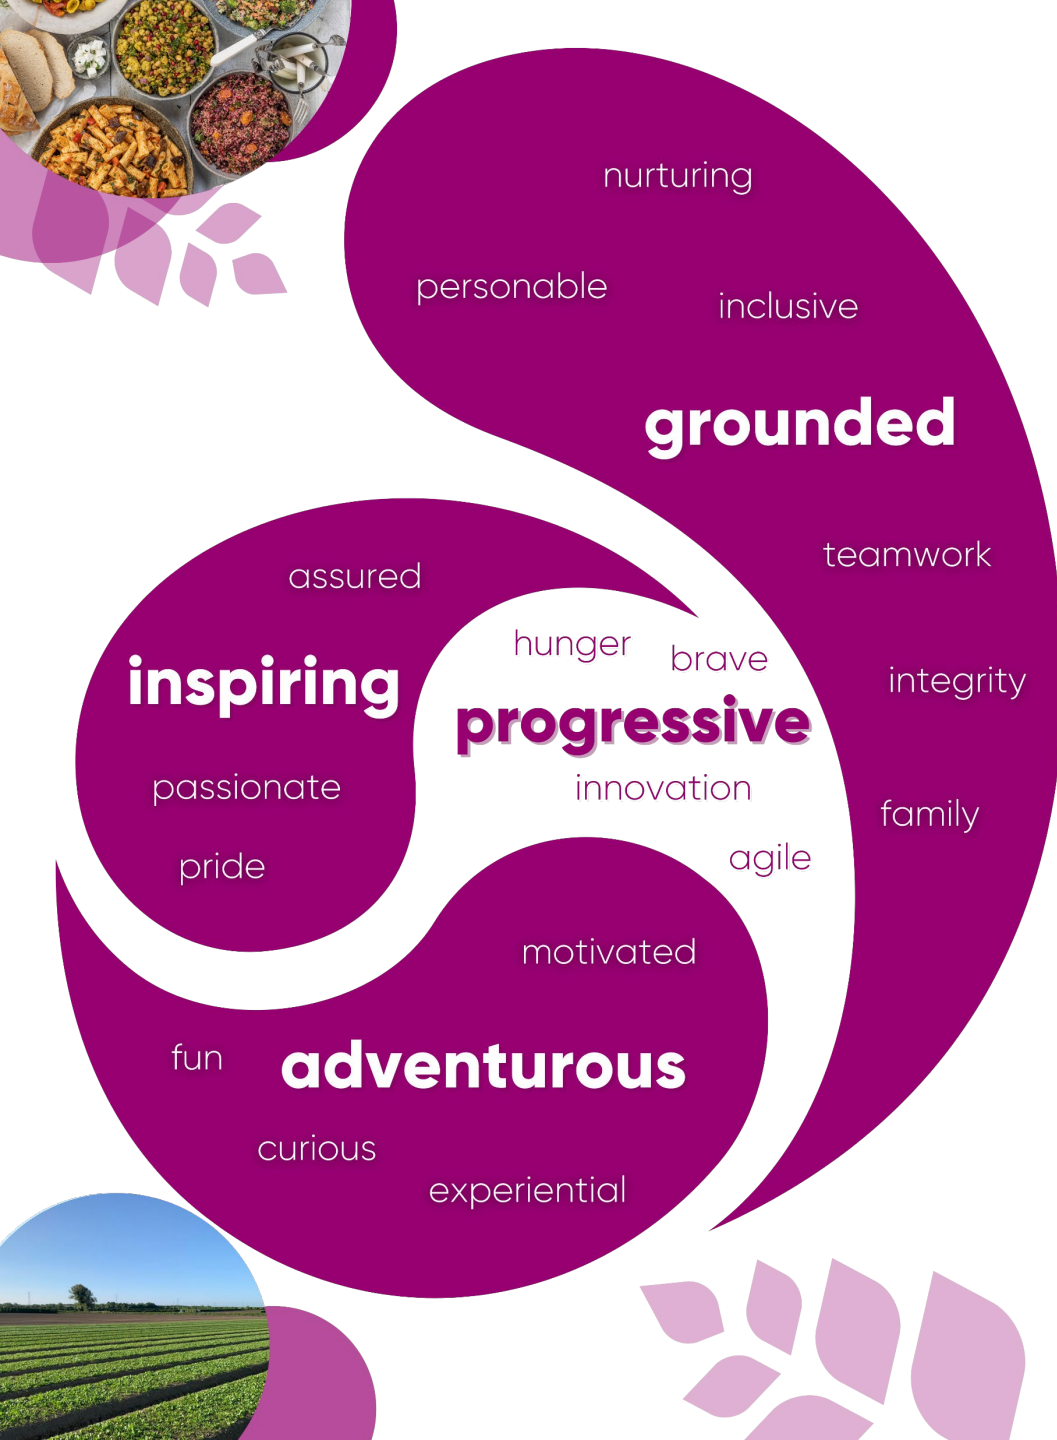 nurturing
personable
inclusive
grounded
teamwork
integrity
family
assured
inspiring
passionate
pride
hunger
brave
progressive
innovation
agile
motivated
fun
adventurous
curious
experiential